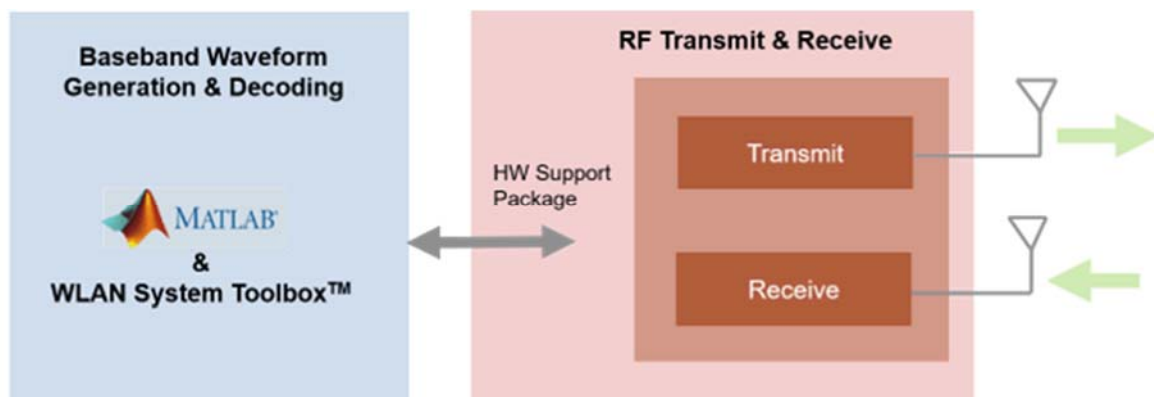 Baseband Waveform
Generation & Decoding
MATLAB®
&
WLAN System Toolbox™
HW Support
Package
RF Transmit & Receive
Transmit
Receive